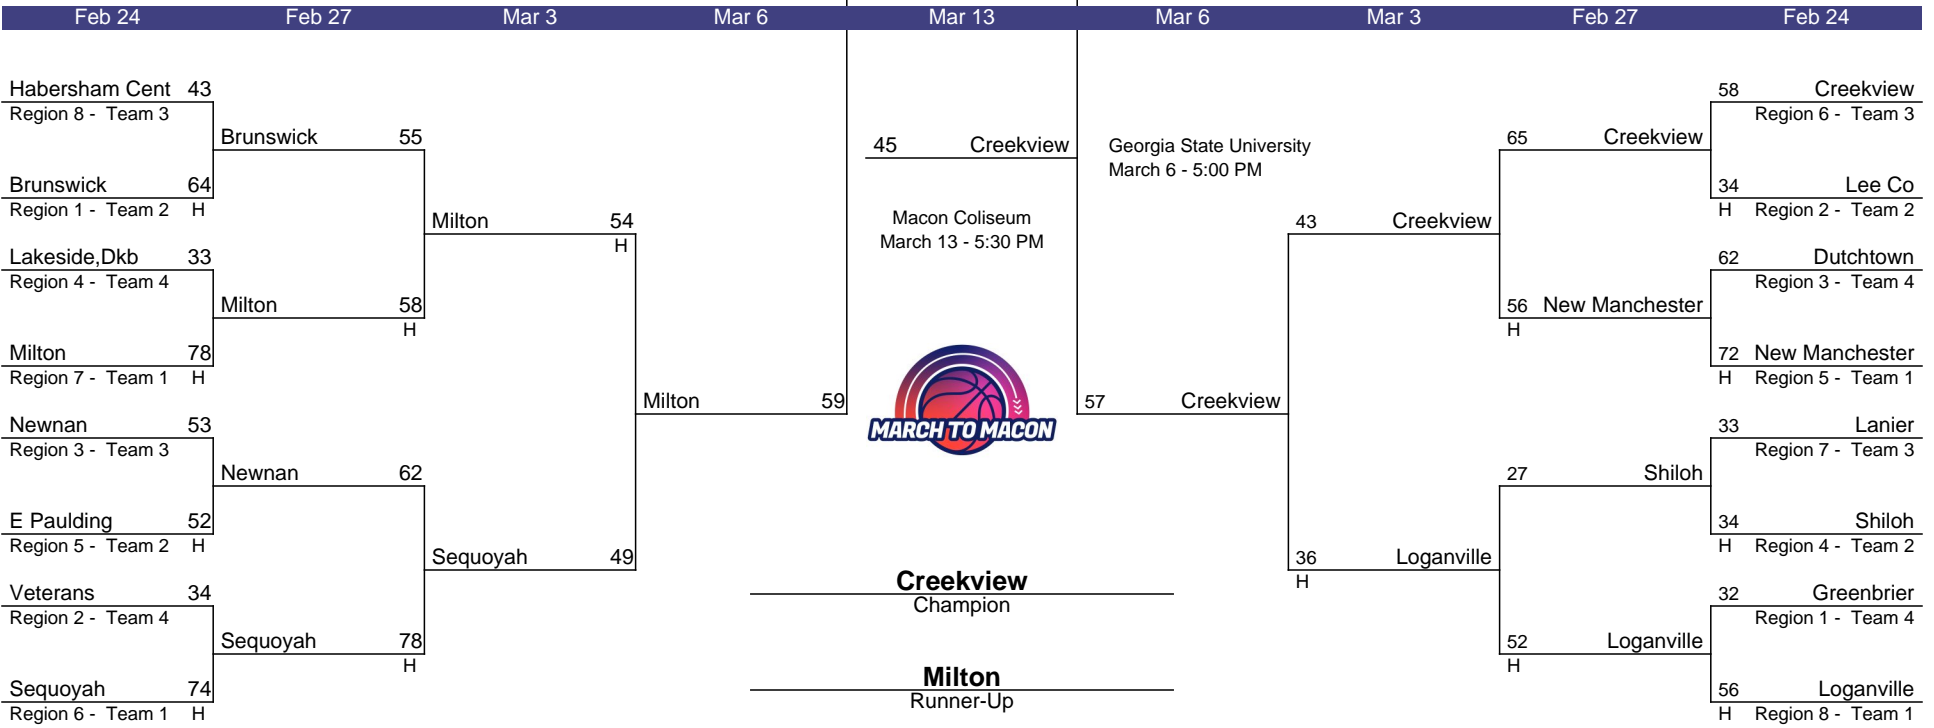 Feb 24 Feb 27 Mar 3 Mar 6 Mar 13 Mar 6 Mar 3 Feb 27 Feb 24
Habersham Cent 43
Region 8 - Team 3
Brunswick 55
Brunswick 64
Region 1 - Team 2 H
Milton 54
H
Lakeside,Dkb 33
Region 4 - Team 4
Milton 58
H
Milton 78
Region 7 - Team 1 H
Milton 59
Newnan 53
Region 3 - Team 3
Newnan 62
E Paulding 52
Region 5 - Team 2 H
Sequoyah 49
Veterans 34
Region 2 - Team 4
Sequoyah 78
H
Sequoyah 74
Region 6 - Team 1 H
45 Creekview
Macon Coliseum
March 13 - 5:30 PM
MARCH TO MACON
Creekview
Champion
Milton
Runner-Up
Georgia State University
March 6 - 5:00 PM
57 Creekview
43 Creekview
36 Loganville
H
65 Creekview
56 New Manchester
H
27 Shiloh
52 Loganville
H
58 Creekview
Region 6 - Team 3
34 Lee Co
H Region 2 - Team 2
62 Dutchtown
Region 3 - Team 4
72 New Manchester
H Region 5 - Team 1
33 Lanier
Region 7 - Team 3
34 Shiloh
H Region 4 - Team 2
32 Greenbrier
Region 1 - Team 4
56 Loganville
H Region 8 - Team 1